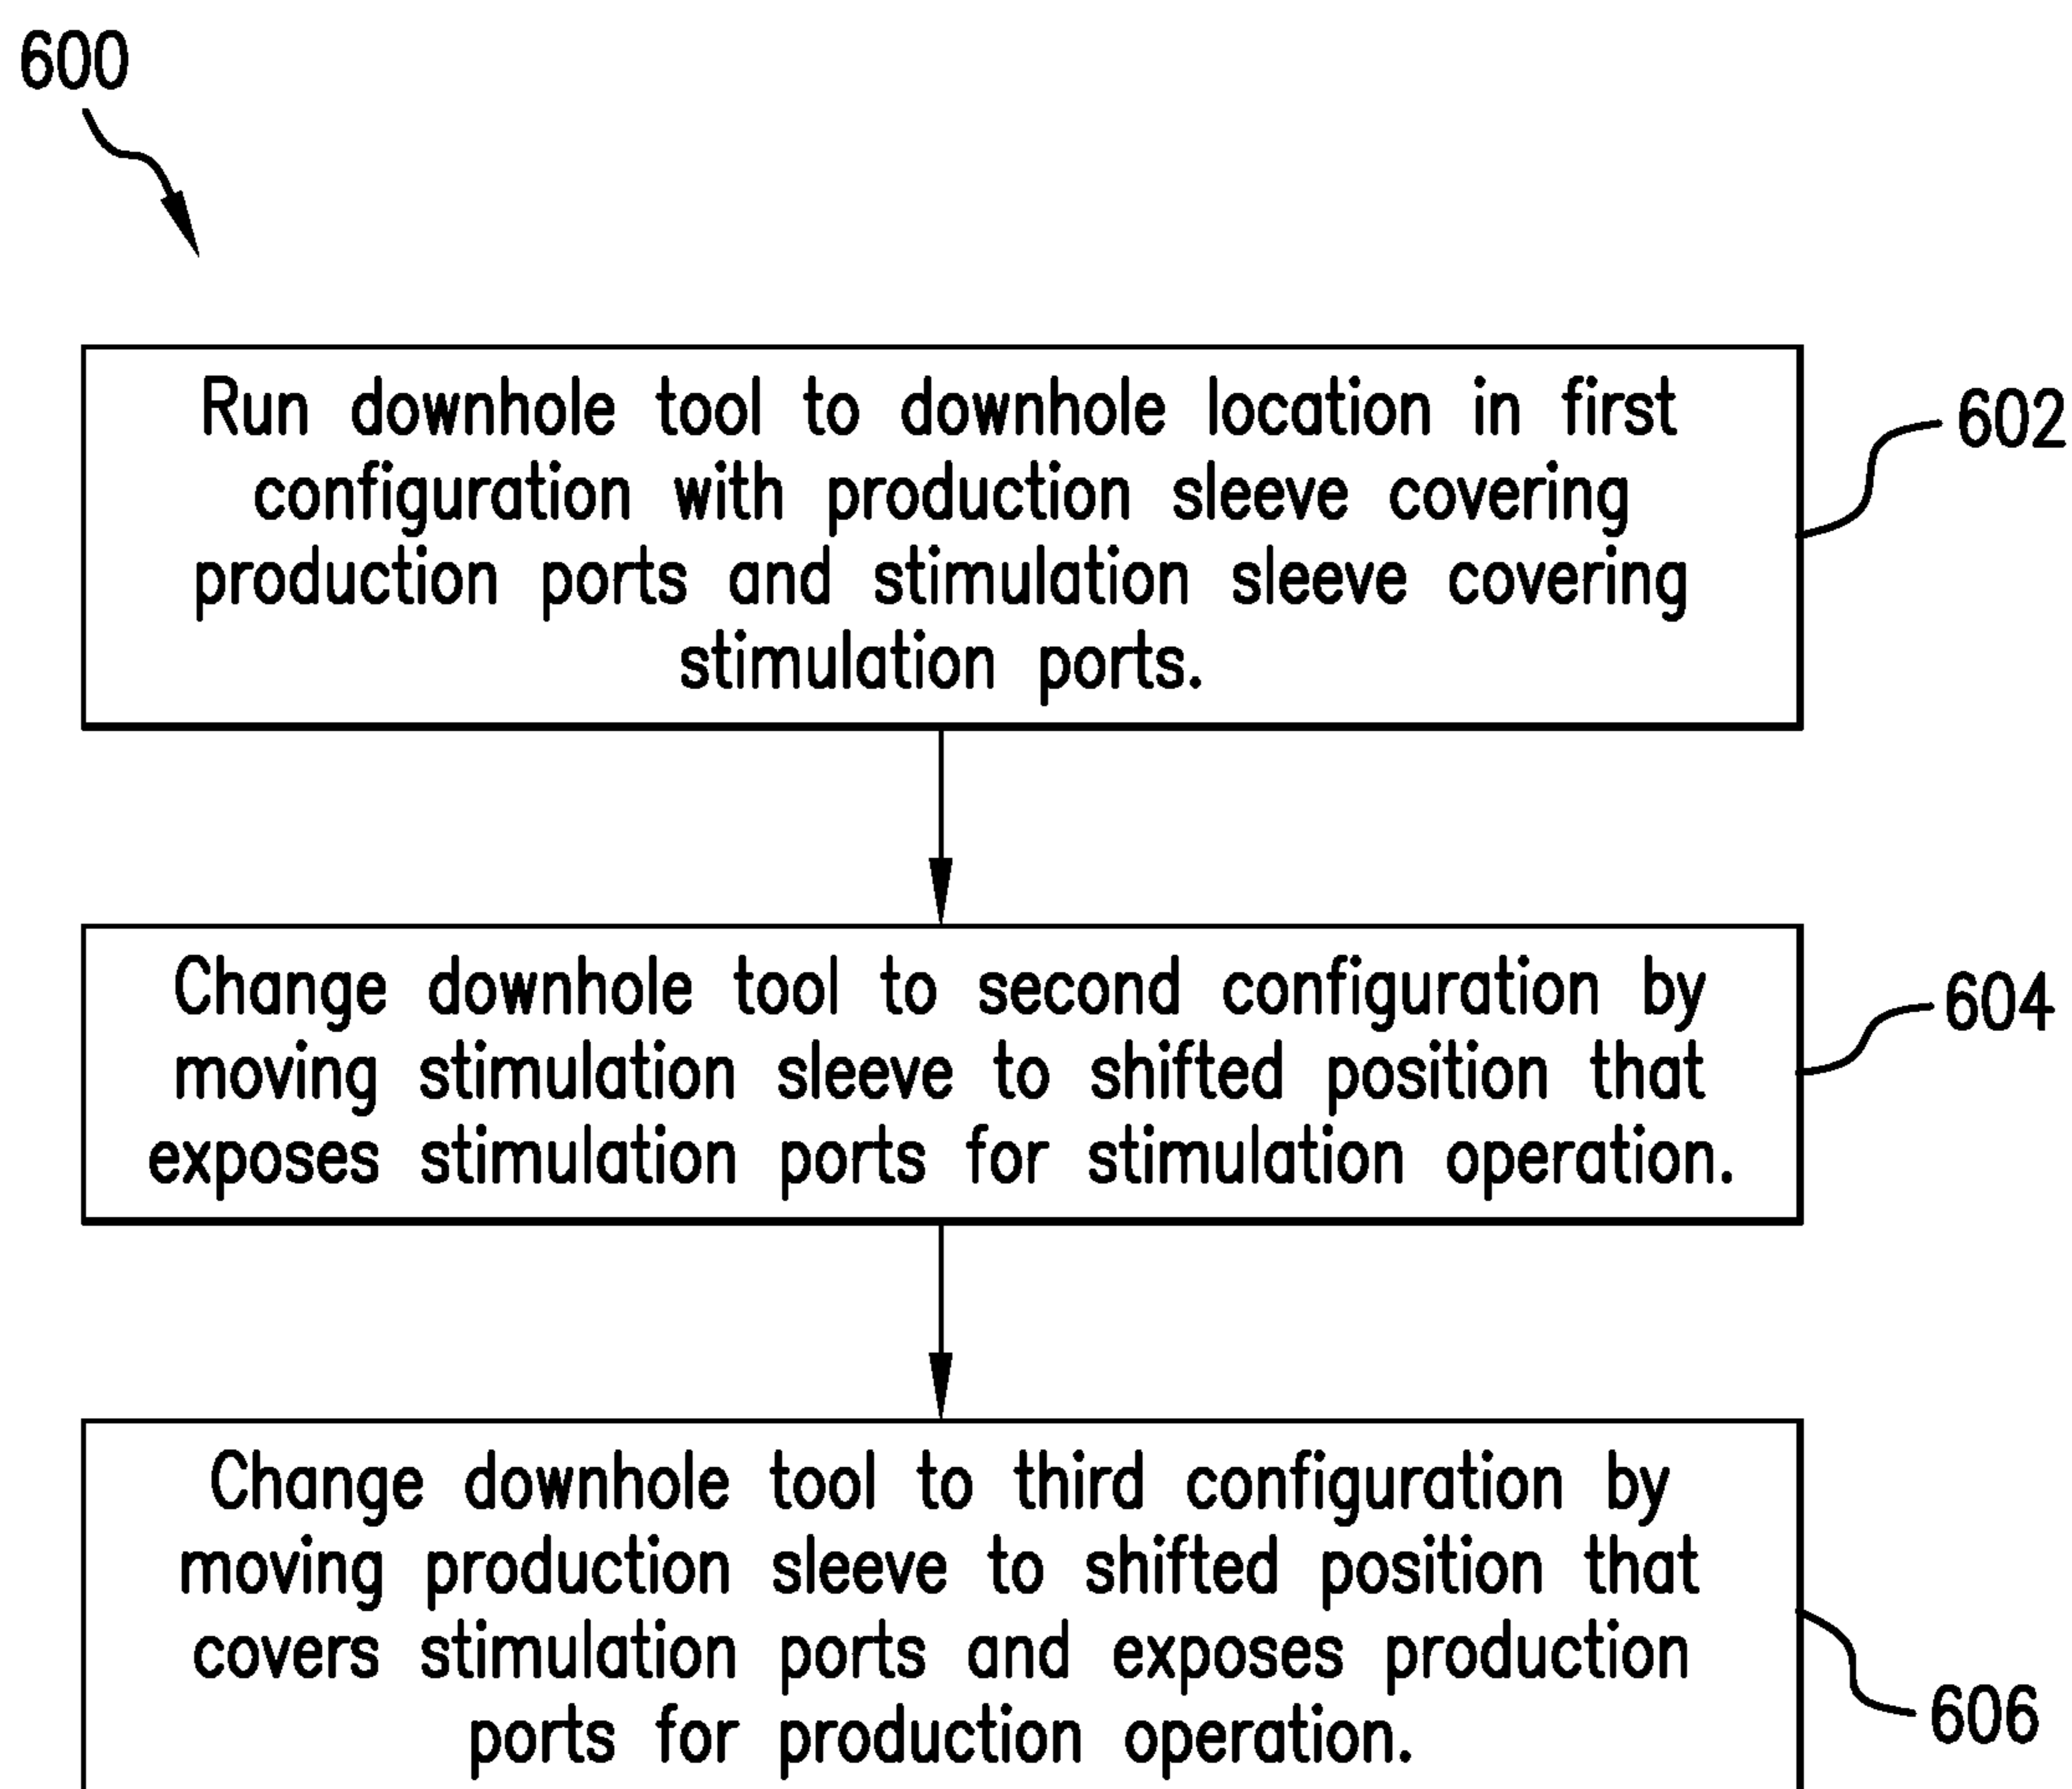 600
Run downhole tool to downhole location in first
configuration with production sleeve covering
production ports and stimulation sleeve covering
stimulation ports.
602
Change downhole tool to second configuration by
moving stimulation sleeve to shifted position that
exposes stimulation ports for stimulation operation.
604
Change downhole tool to third configuration by
moving production sleeve to shifted position that
covers stimulation ports and exposes production
ports for production operation.
606